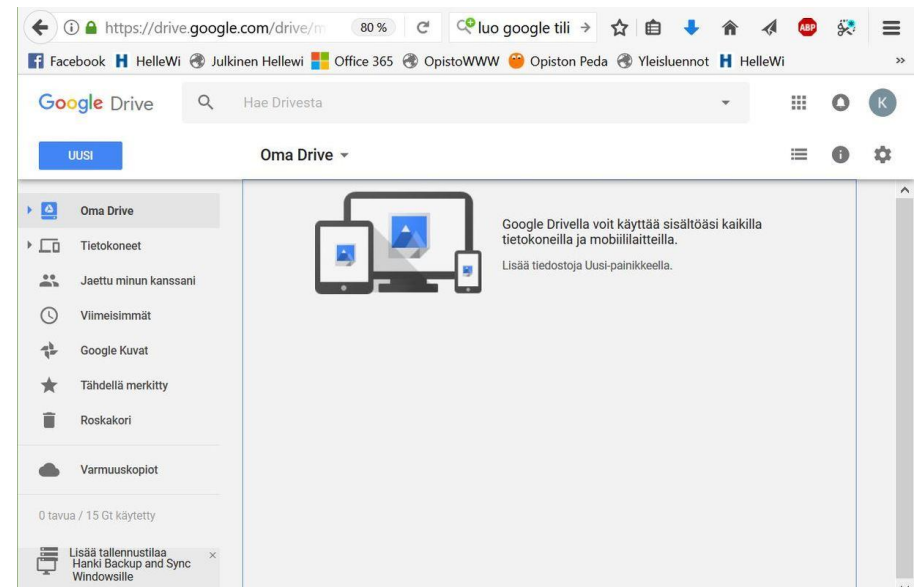 https://drive.google.com/drive/m 80 % luo google tili
Facebook HelleWi Julkinen Hellewi Office 365 OpistoWWW Opiston Peda Yleisluennot HelleWi
Google Drive Hae Drivesta K
UUSI Oma Drive
Oma Drive
Tietokoneet
Jaettu minun kanssani
Viimeisimmät
Google Kuvat
Tähdellä merkitty
Roskakori
Varmuuskopiot
0 tavua / 15 Gt käytetty
Lisää tallennustilaa
Hanki Backup and Sync
Windowsille
Google Drivella voit käyttää sisältöäsi kaikilla
tietokoneilla ja mobiililaitteilla.
Lisää tiedostoja Uusi-painikkeella.